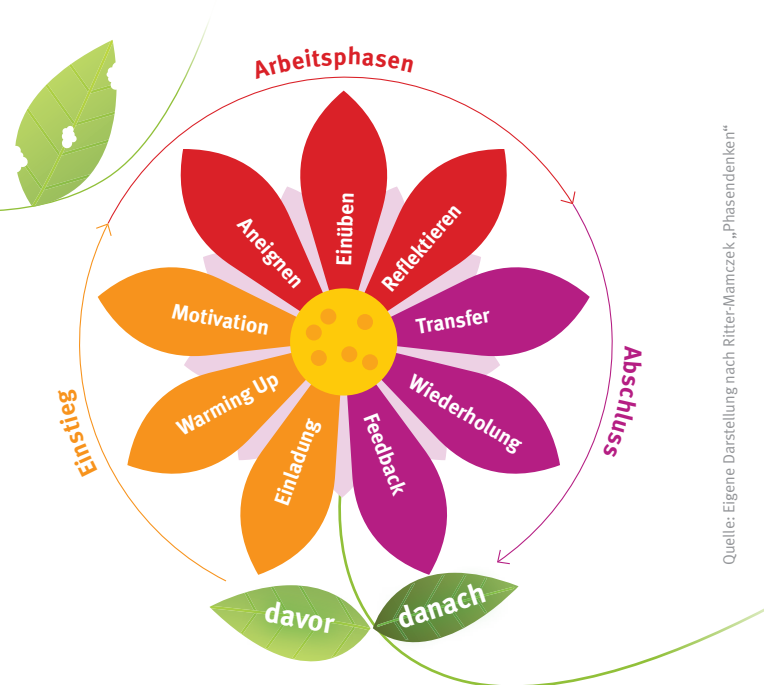 Arbeitsphasen
Einüben
Aneignen
Reflektieren
Motivation
Transfer
Warming Up
Wiederholung
Einladung
Feedback
Einstieg
Abschluss
davor
danach
Quelle: Eigene Darstellung nach Ritter-Mamczek „Phasendenken“